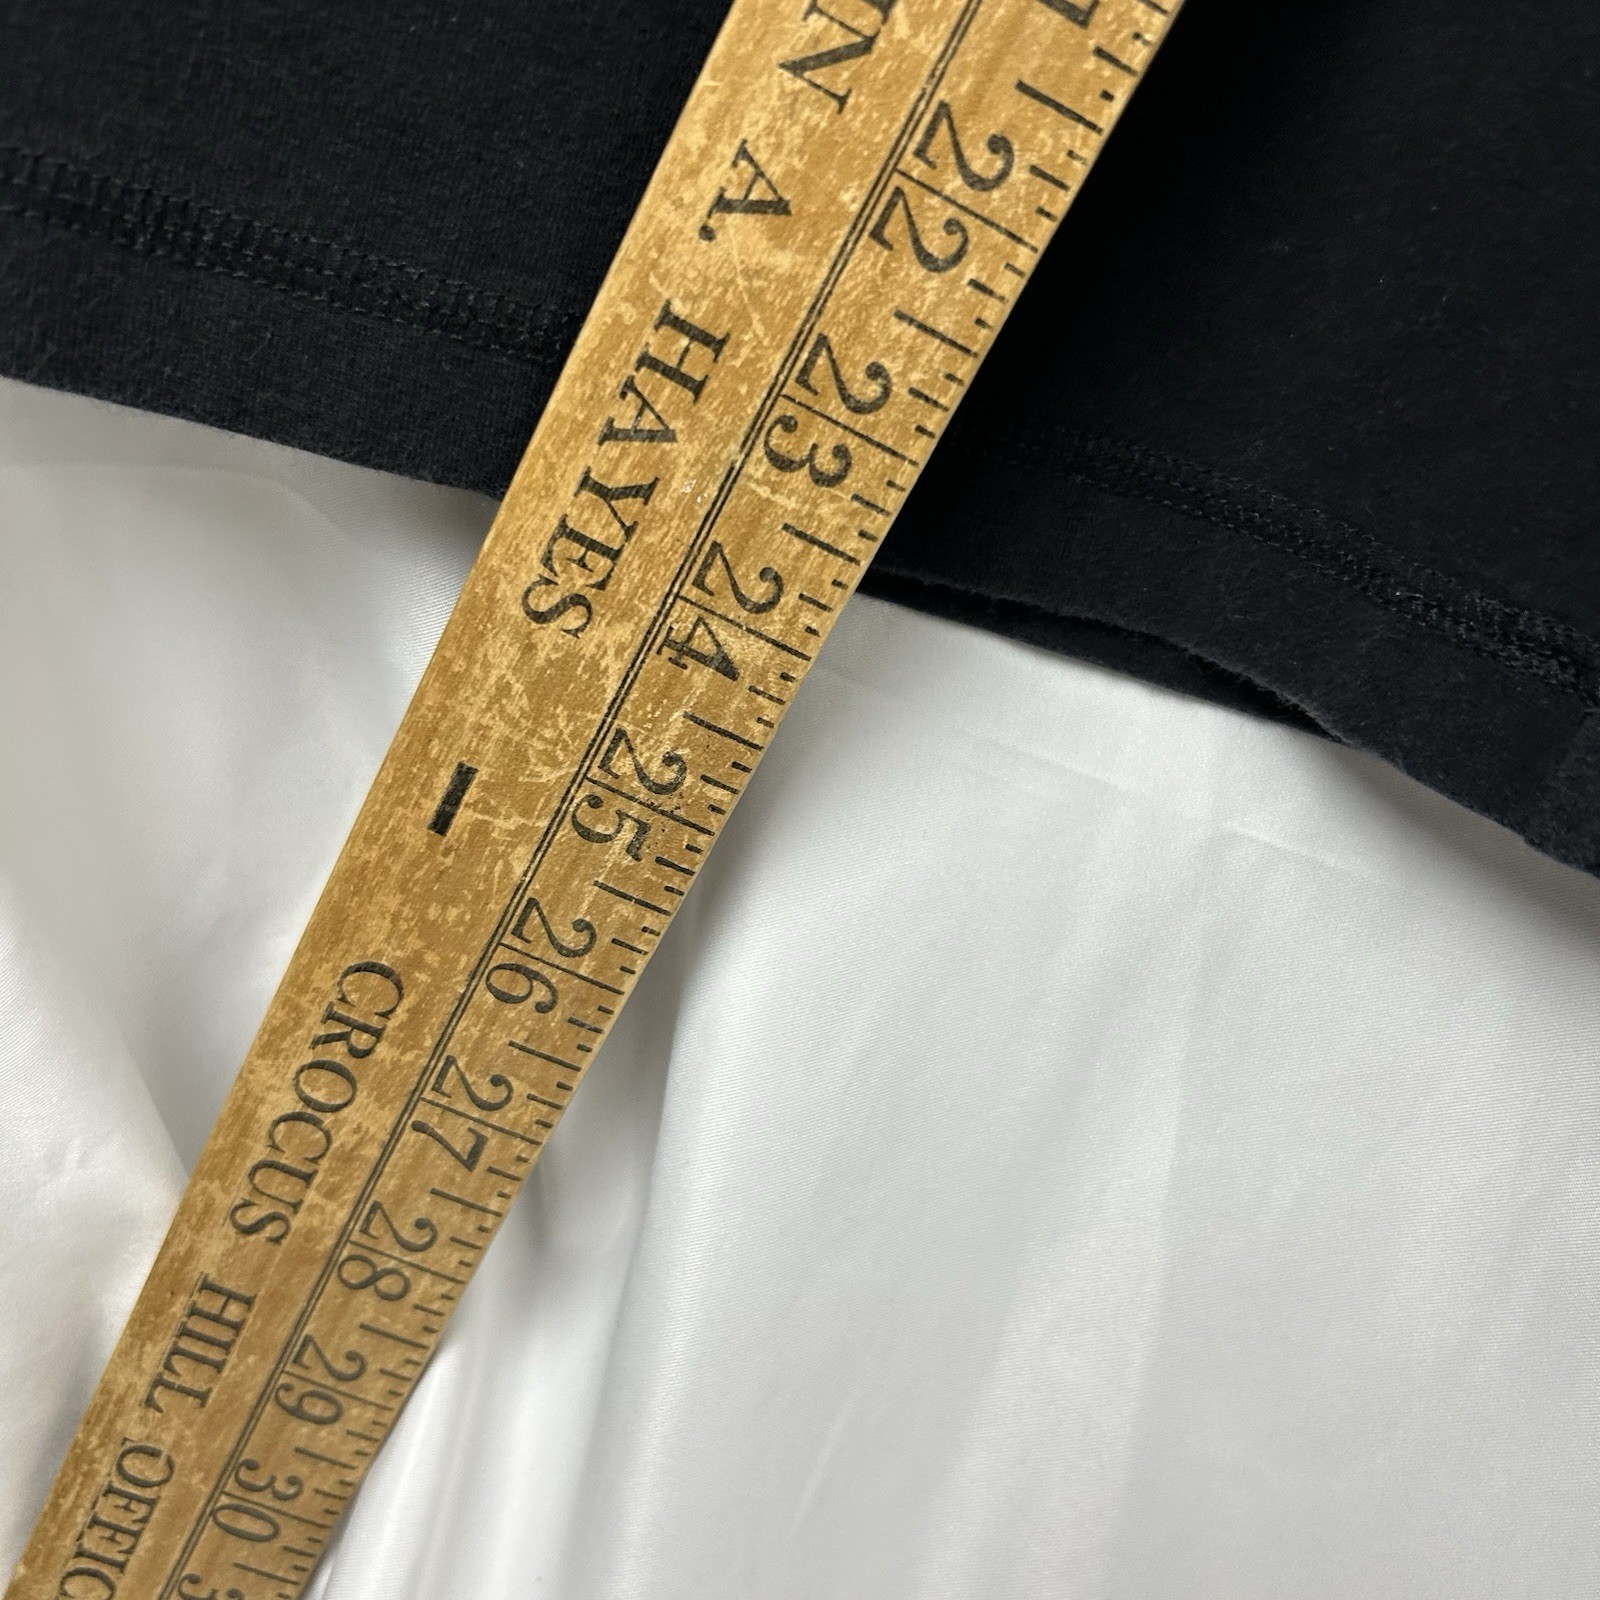 N A. HAYES – CROCUS HILL OFFIC
22 23 24 25 26 27 28 29 30